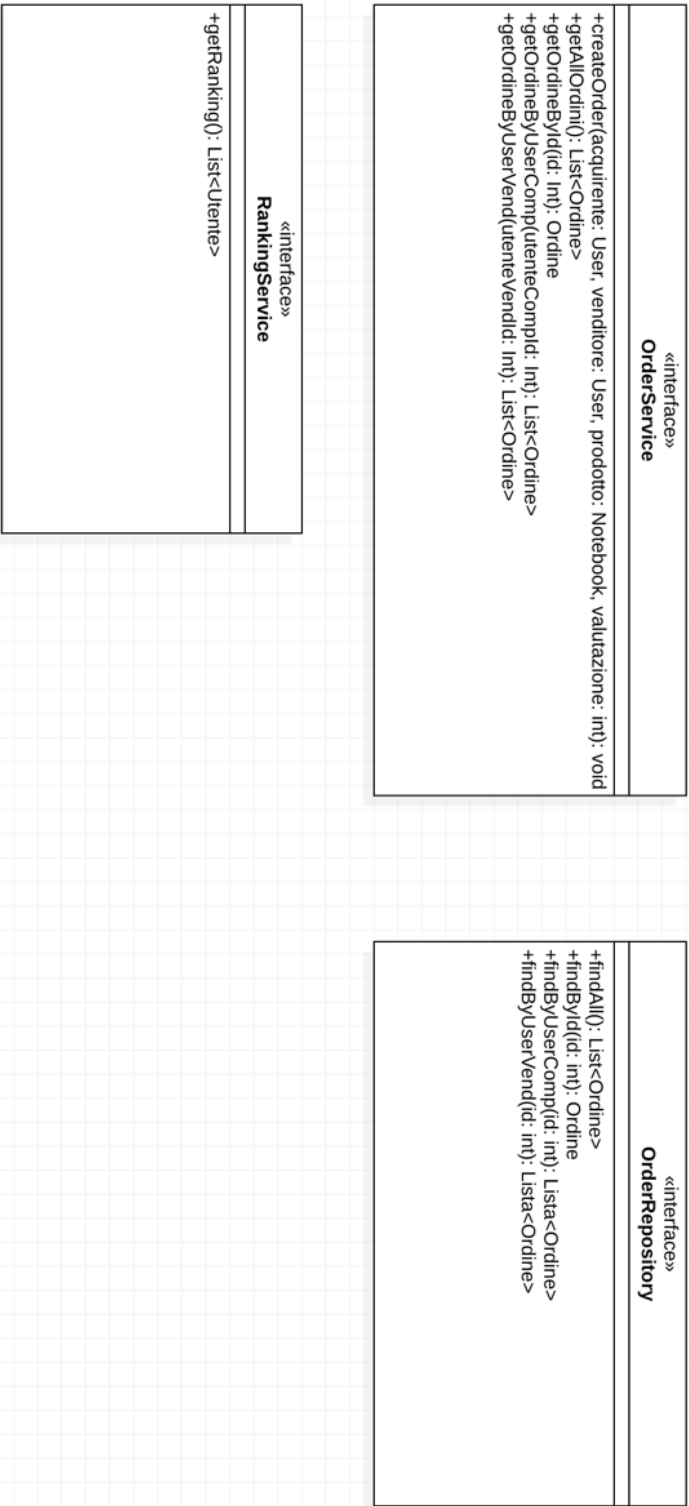 «interface»
OrderService
+createOrder(acquirente: User, venditore: User, prodotto: Notebook, valutazione: int): void
+getAllOrdini(): List<Ordine>
+getOrdineById(id: Int): Ordine
+getOrdineByUserComp(utenteCompId: Int): List<Ordine>
+getOrdineByUserVend(utenteVendId: Int): List<Ordine>
«interface»
OrderRepository
+findAll(): List<Ordine>
+findById(id: int): Ordine
+findByUserComp(id: int): Lista<Ordine>
+findByUserVend(id: int): Lista<Ordine>
«interface»
RankingService
+getRanking(): List<Utente>